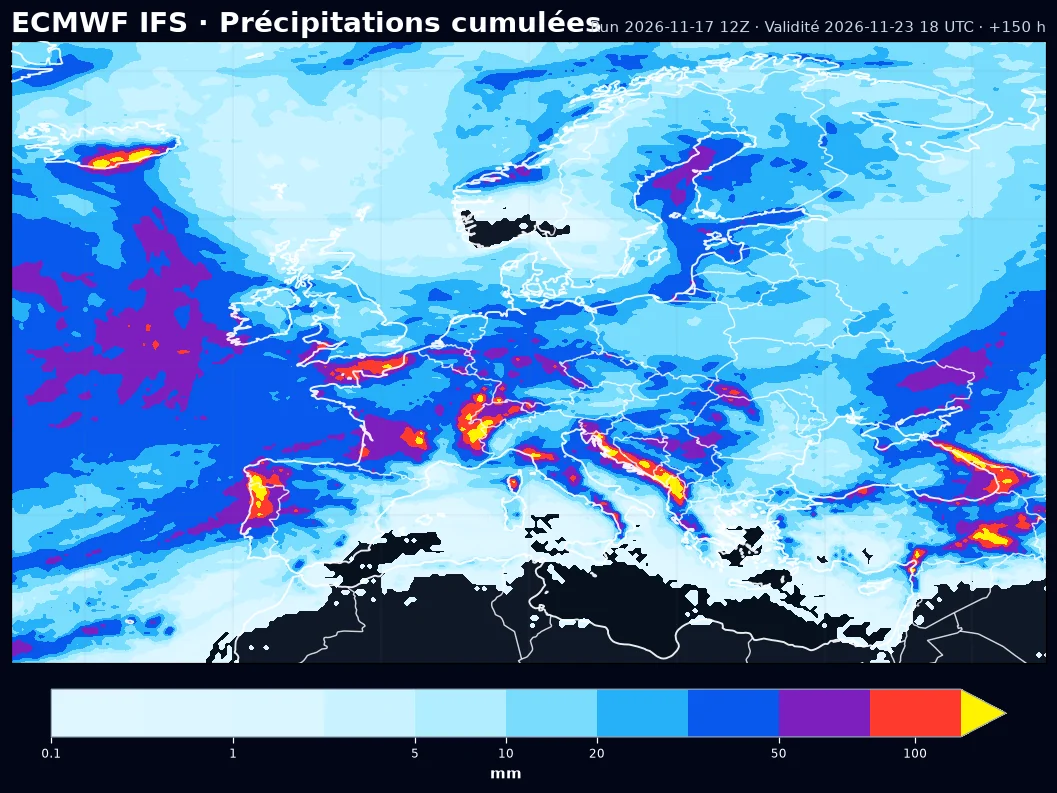 ECMWF IFS · Précipitations cumulées
Run 2026-11-17 12Z · Validité 2026-11-23 18 UTC · +150 h
0.1 1 5 10 20 50 100
mm